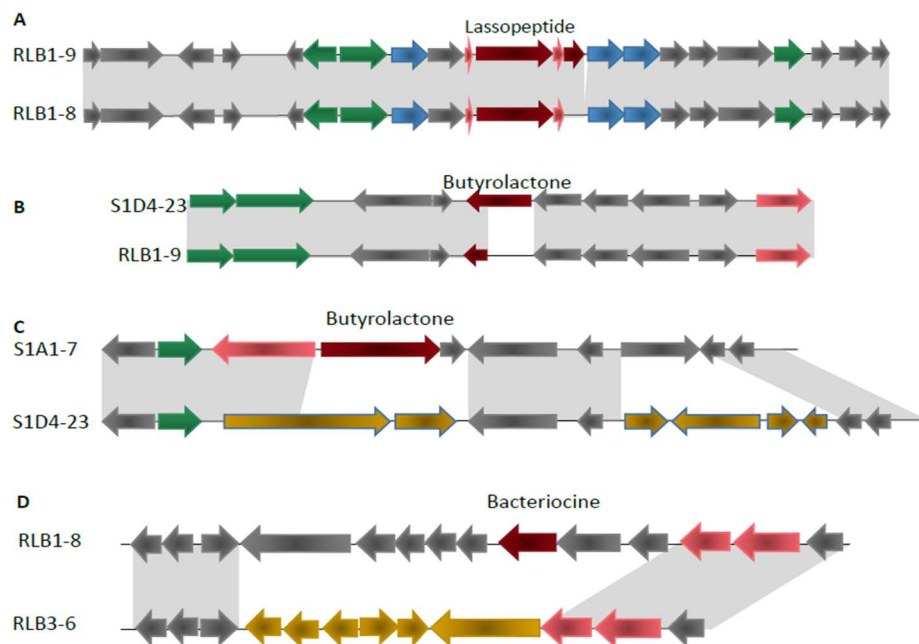 A
Lassopeptide
RLB1-9
RLB1-8
Butyrolactone
B
S1D4-23
RLB1-9
C
Butyrolactone
S1A1-7
S1D4-23
D
Bacteriocine
RLB1-8
RLB3-6